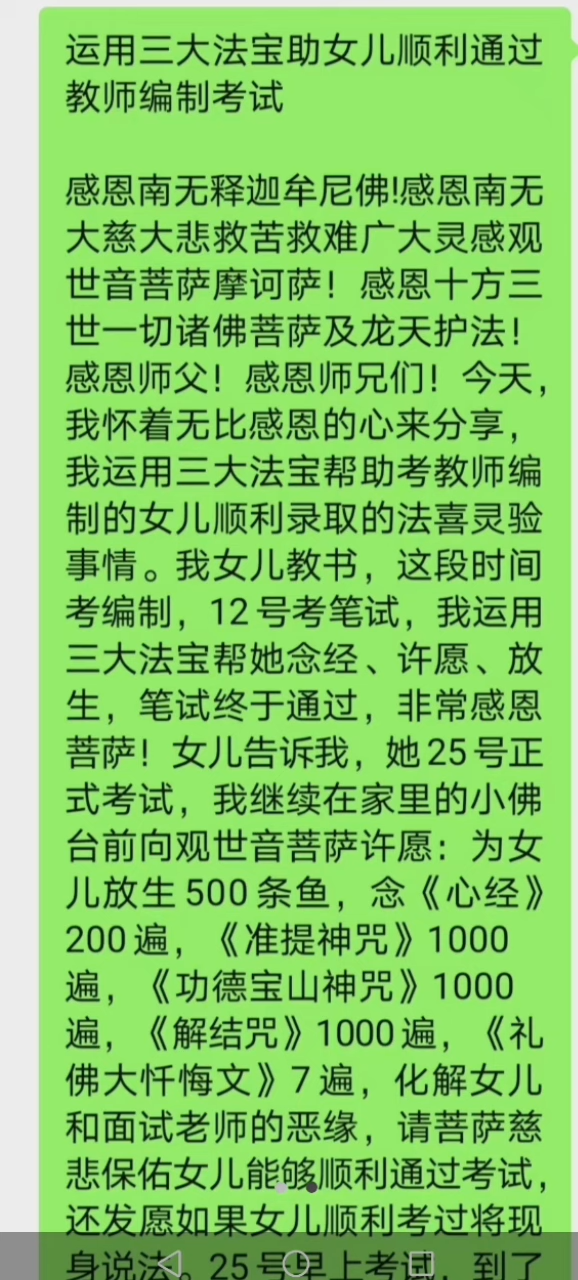 运用三大法宝助女儿顺利通过
教师编制考试
感恩南无释迦牟尼佛!感恩南无
大慈大悲救苦救难广大灵感观
世音菩萨摩诃萨！感恩十方三
世一切诸佛菩萨及龙天护法！
感恩师父！感恩师兄们！今天，
我怀着无比感恩的心来分享，
我运用三大法宝帮助考教师编
制的女儿顺利录取的法喜灵验
事情。我女儿教书，这段时间
考编制，12号考笔试，我运用
三大法宝帮她念经、许愿、放
生，笔试终于通过，非常感恩
菩萨！女儿告诉我，她25号正
式考试，我继续在家里的小佛
台前向观世音菩萨许愿：为女
儿放生500条鱼，念《心经》
200遍，《准提神咒》1000
遍，《功德宝山神咒》1000
遍，《解结咒》1000遍，《礼
佛大忏悔文》7遍，化解女儿
和面试老师的恶缘，请菩萨慈
悲保佑女儿能够顺利通过考试，
还发愿如果女儿顺利考过将现
身说法。25号早上考试，到了